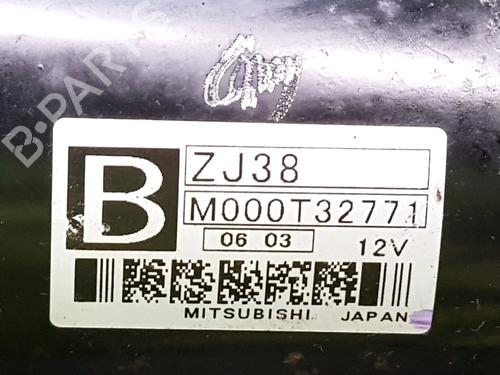 B·PARTS
B
ZJ38
M000T32771
06 03
12V
MITSUBISHI JAPAN